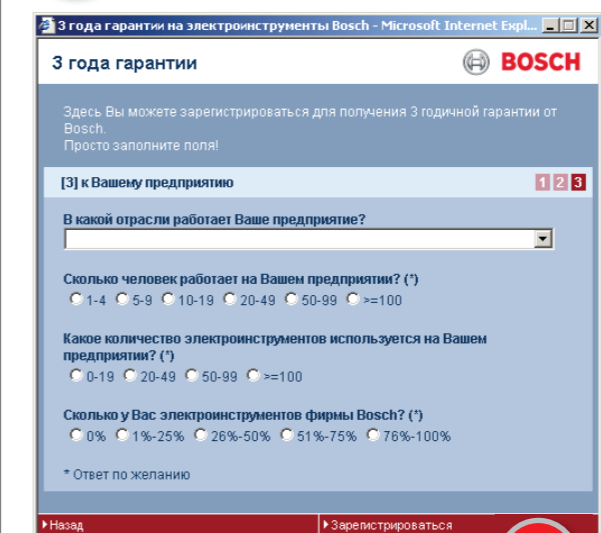 3 года гарантии на электроинструменты Bosch - Microsoft Internet Expl...
3 года гарантии
BOSCH
Здесь Вы можете зарегистрироваться для получения 3 годичной гарантии от
Bosch.
Просто заполните поля!
[3] к Вашему предприятию
1 2 3
В какой отрасли работает Ваше предприятие?
Сколько человек работает на Вашем предприятии? (*)
1-4 5-9 10-19 20-49 50-99 >=100
Какое количество электроинструментов используется на Вашем
предприятии? (*)
0-19 20-49 50-99 >=100
Сколько у Вас электроинструментов фирмы Bosch? (*)
0% 1%-25% 26%-50% 51%-75% 76%-100%
* Ответ по желанию
Назад
Зарегистрироваться